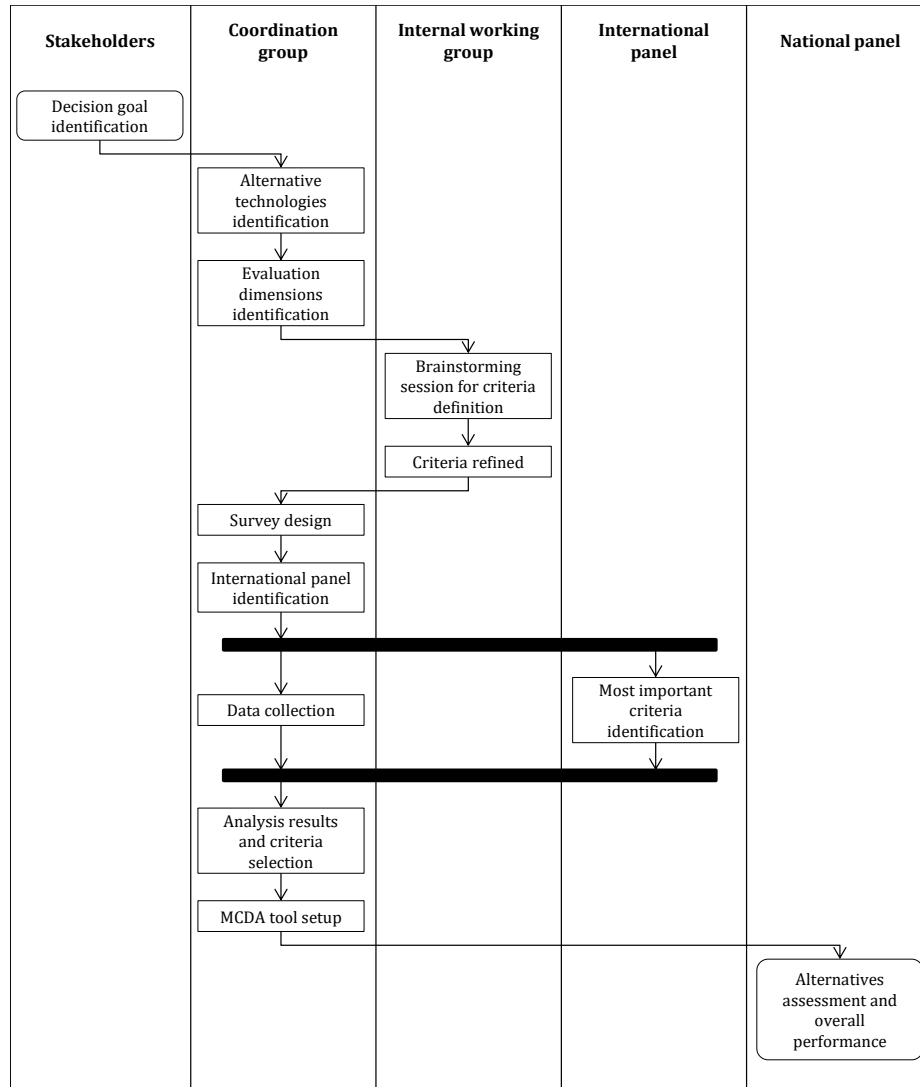 Stakeholders
Coordination
group
Internal working
group
International
panel
National panel
Decision goal
identification
Alternative
technologies
identification
Evaluation
dimensions
identification
Brainstorming
session for criteria
definition
Criteria refined
Survey design
International panel
identification
Data collection
Most important
criteria
identification
Analysis results
and criteria
selection
MCDA tool setup
Alternatives
assessment and
overall
performance